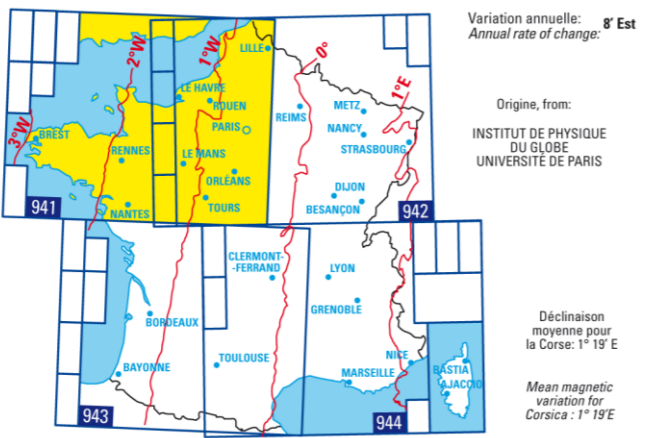 Variation annuelle: 8' Est
Annual rate of change:
Origine, from:
INSTITUT DE PHYSIQUE
DU GLOBE
UNIVERSITÉ DE PARIS
3°W
2°W
1°W
0°
1°E
LILLE
LE HAVRE
ROUEN
REIMS
METZ
PARIS
NANCY
BREST
STRASBOURG
RENNES
LE MANS
ORLÉANS
DIJON
NANTES
TOURS
BESANÇON
941
942
CLERMONT-
-FERRAND
LYON
GRENOBLE
BORDEAUX
TOULOUSE
NICE
BAYONNE
MARSEILLE
BASTIA
AJACCIO
943
944
Déclinaison
moyenne pour
la Corse: 1° 19' E
Mean magnetic
variation for
Corsica : 1° 19'E